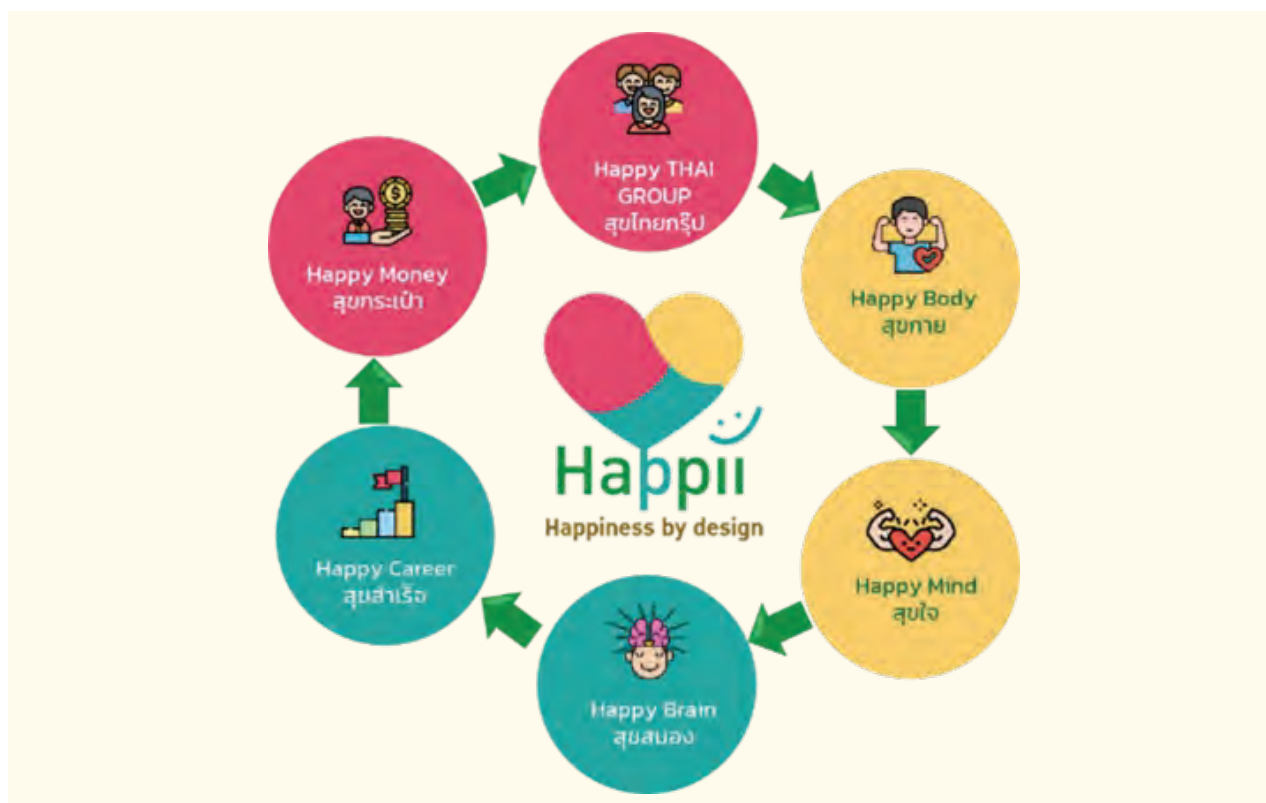 Happy THAI
GROUP
สุขไทยกรุ๊ป
Happy Body
สุขกาย
Happy Mind
สุขใจ
Happy Brain
สุขสมอง
Happy Career
สุขสำเร็จ
Happy Money
สุขกระเป๋า
Happii
Happiness by design